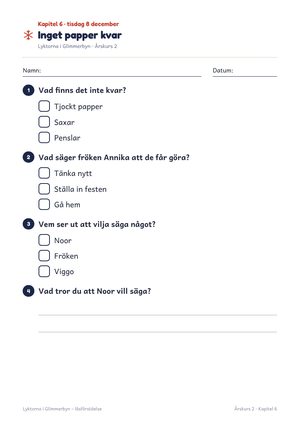 Kapitel 6 · tisdag 8 december
Inget papper kvar
Lyktorna i Glimmerbyn · Årskurs 2
Namn: Datum:
1 Vad finns det inte kvar?
Tjockt papper
Saxar
Penslar
2 Vad säger fröken Annika att de får göra?
Tänka nytt
Ställa in festen
Gå hem
3 Vem ser ut att vilja säga något?
Noor
Fröken
Viggo
4 Vad tror du att Noor vill säga?
Lyktorna i Glimmerbyn – läsförståelse Årskurs 2 · Kapitel 6